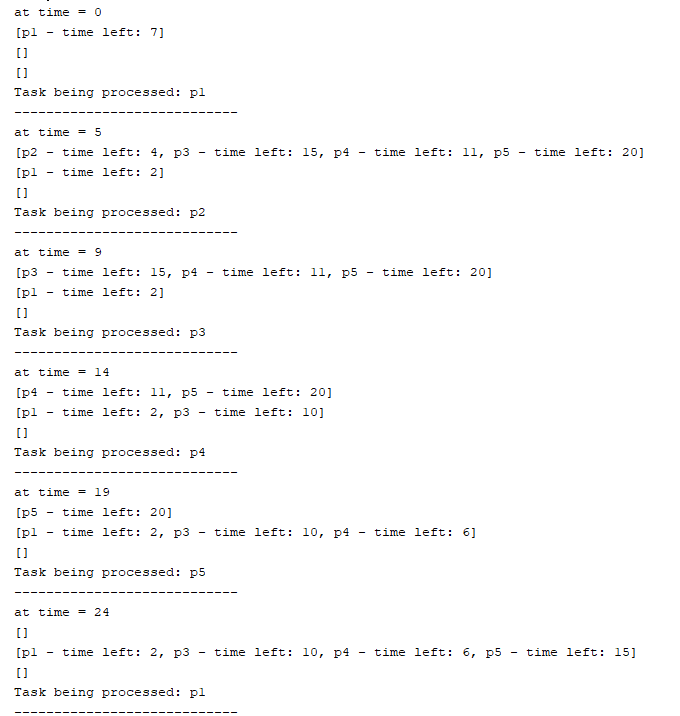 at time = 0
[p1 - time left: 7]
[]
[]
Task being processed: p1
----------------------------
at time = 5
[p2 - time left: 4, p3 - time left: 15, p4 - time left: 11, p5 - time left: 20]
[p1 - time left: 2]
[]
Task being processed: p2
----------------------------
at time = 9
[p3 - time left: 15, p4 - time left: 11, p5 - time left: 20]
[p1 - time left: 2]
[]
Task being processed: p3
----------------------------
at time = 14
[p4 - time left: 11, p5 - time left: 20]
[p1 - time left: 2, p3 - time left: 10]
[]
Task being processed: p4
----------------------------
at time = 19
[p5 - time left: 20]
[p1 - time left: 2, p3 - time left: 10, p4 - time left: 6]
[]
Task being processed: p5
----------------------------
at time = 24
[]
[p1 - time left: 2, p3 - time left: 10, p4 - time left: 6, p5 - time left: 15]
[]
Task being processed: p1
----------------------------